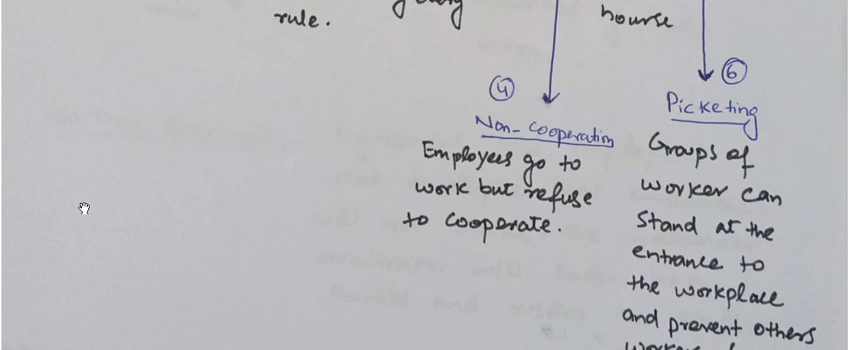 rule.
hourse
4
Non-cooperation
Employees go to
work but refuse
to cooperate.
6
Picketing
Groups of
worker can
stand at the
entrance to
the workplace
and prevent others